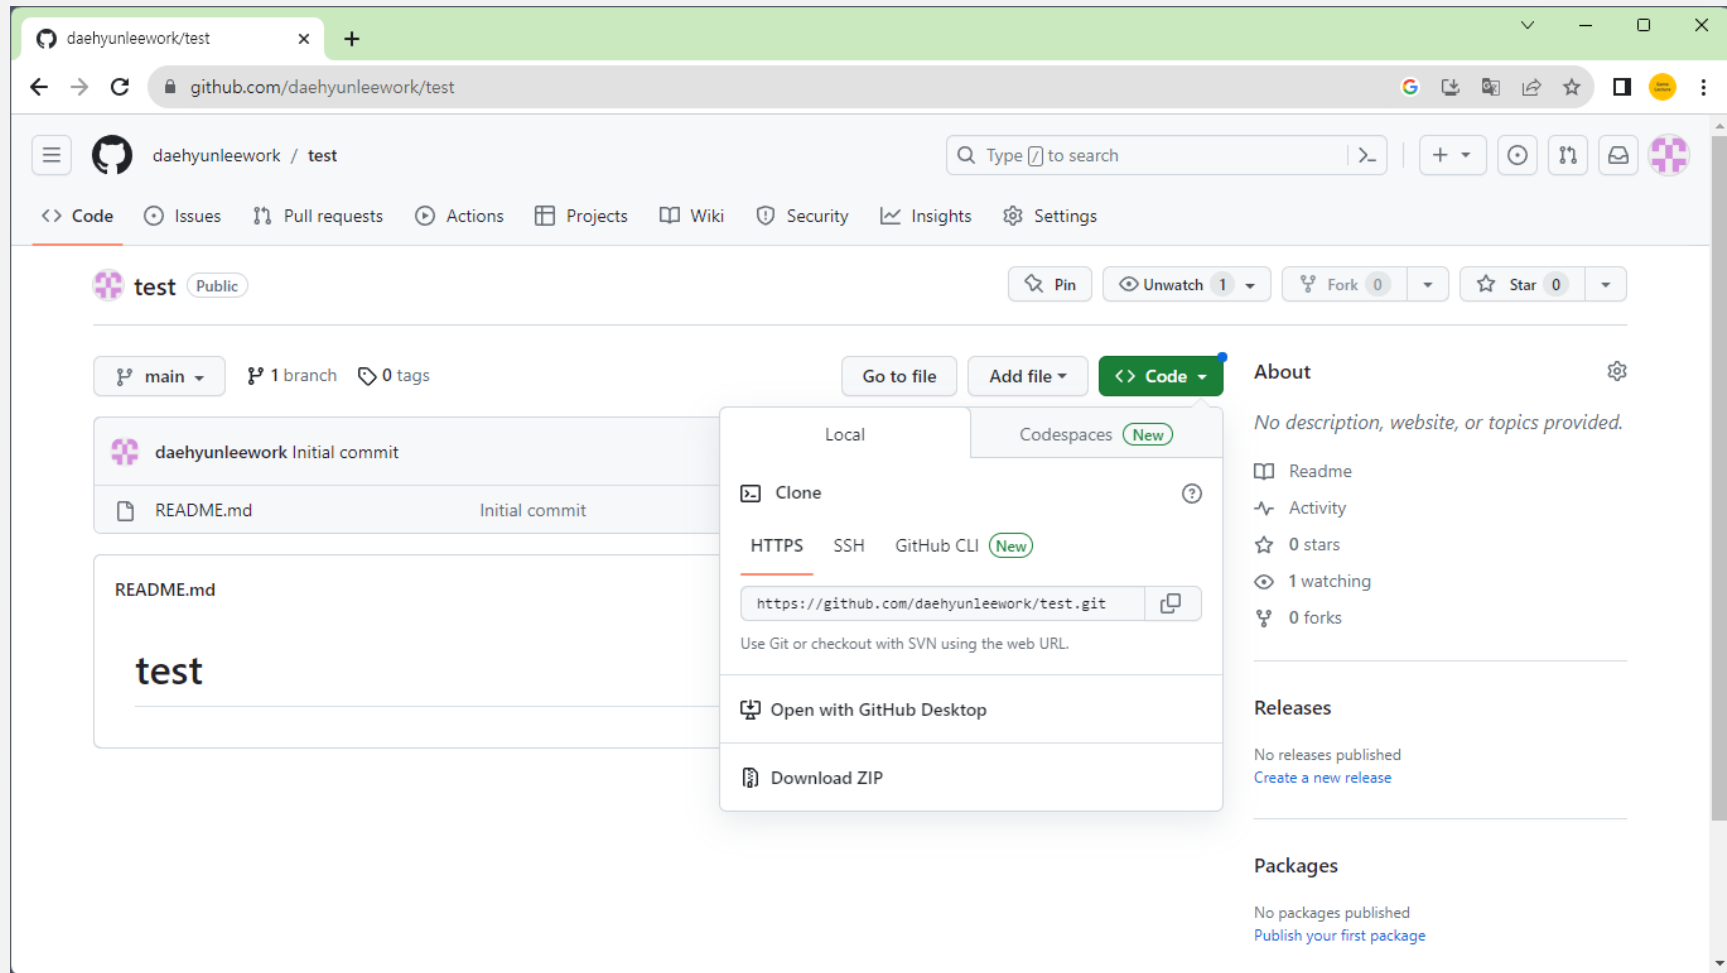 daehyunleework/test
github.com/daehyunleework/test
daehyunleework / test
Type / to search
Code Issues Pull requests Actions Projects Wiki Security Insights Settings
test Public
Pin Unwatch 1 Fork 0 Star 0
main 1 branch 0 tags
Go to file Add file Code
daehyunleework Initial commit
README.md Initial commit
README.md
test
Local Codespaces New
Clone
HTTPS SSH GitHub CLI New
https://github.com/daehyunleework/test.git
Use Git or checkout with SVN using the web URL.
Open with GitHub Desktop
Download ZIP
About
No description, website, or topics provided.
Readme
Activity
0 stars
1 watching
0 forks
Releases
No releases published
Create a new release
Packages
No packages published
Publish your first package